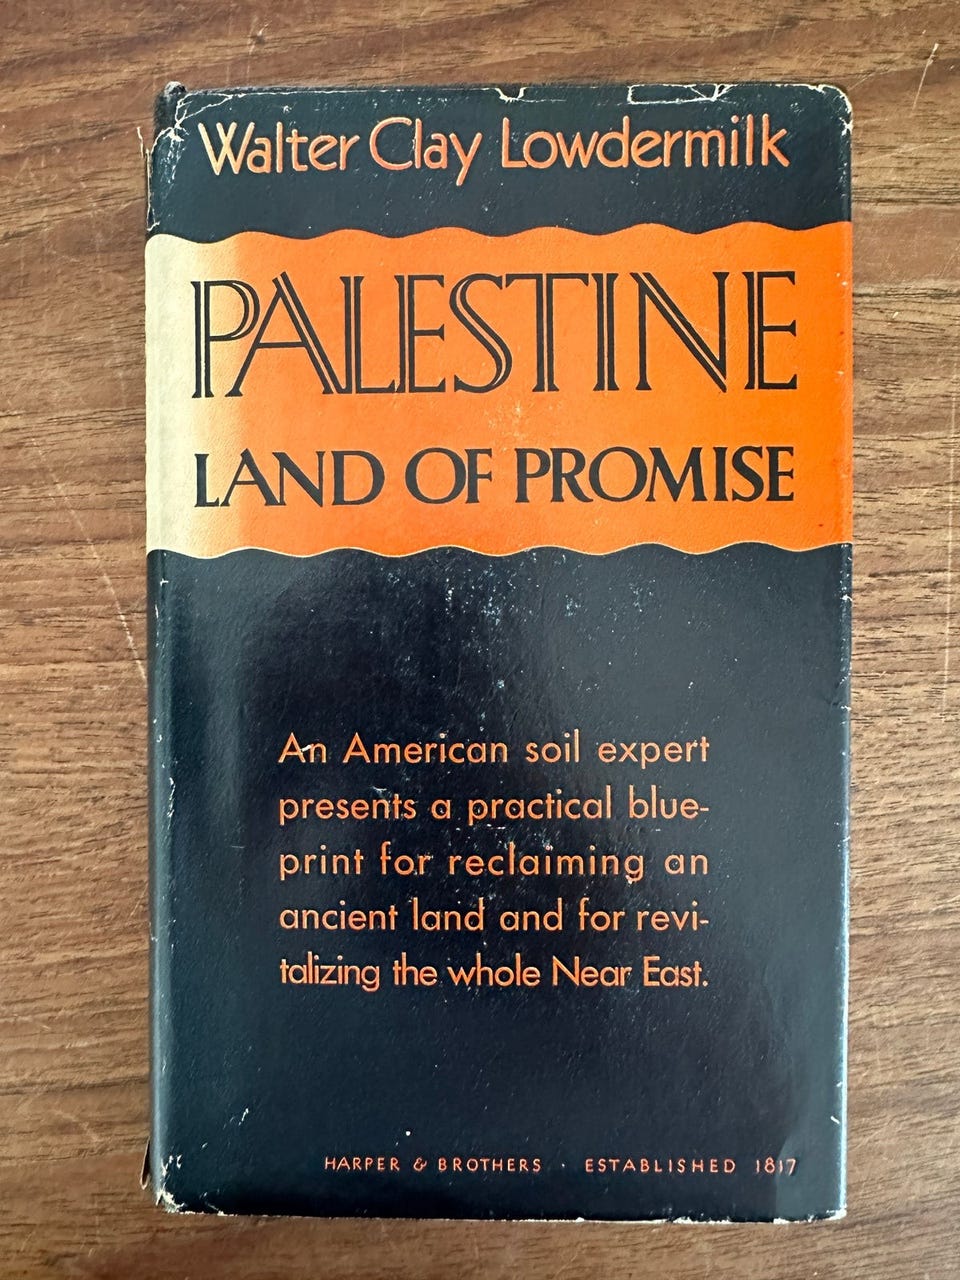 Walter Clay Lowdermilk
PALESTINE
LAND OF PROMISE
An American soil expert
presents a practical blue-
print for reclaiming an
ancient land and for revi-
talizing the whole Near East.
HARPER & BROTHERS · ESTABLISHED 1817